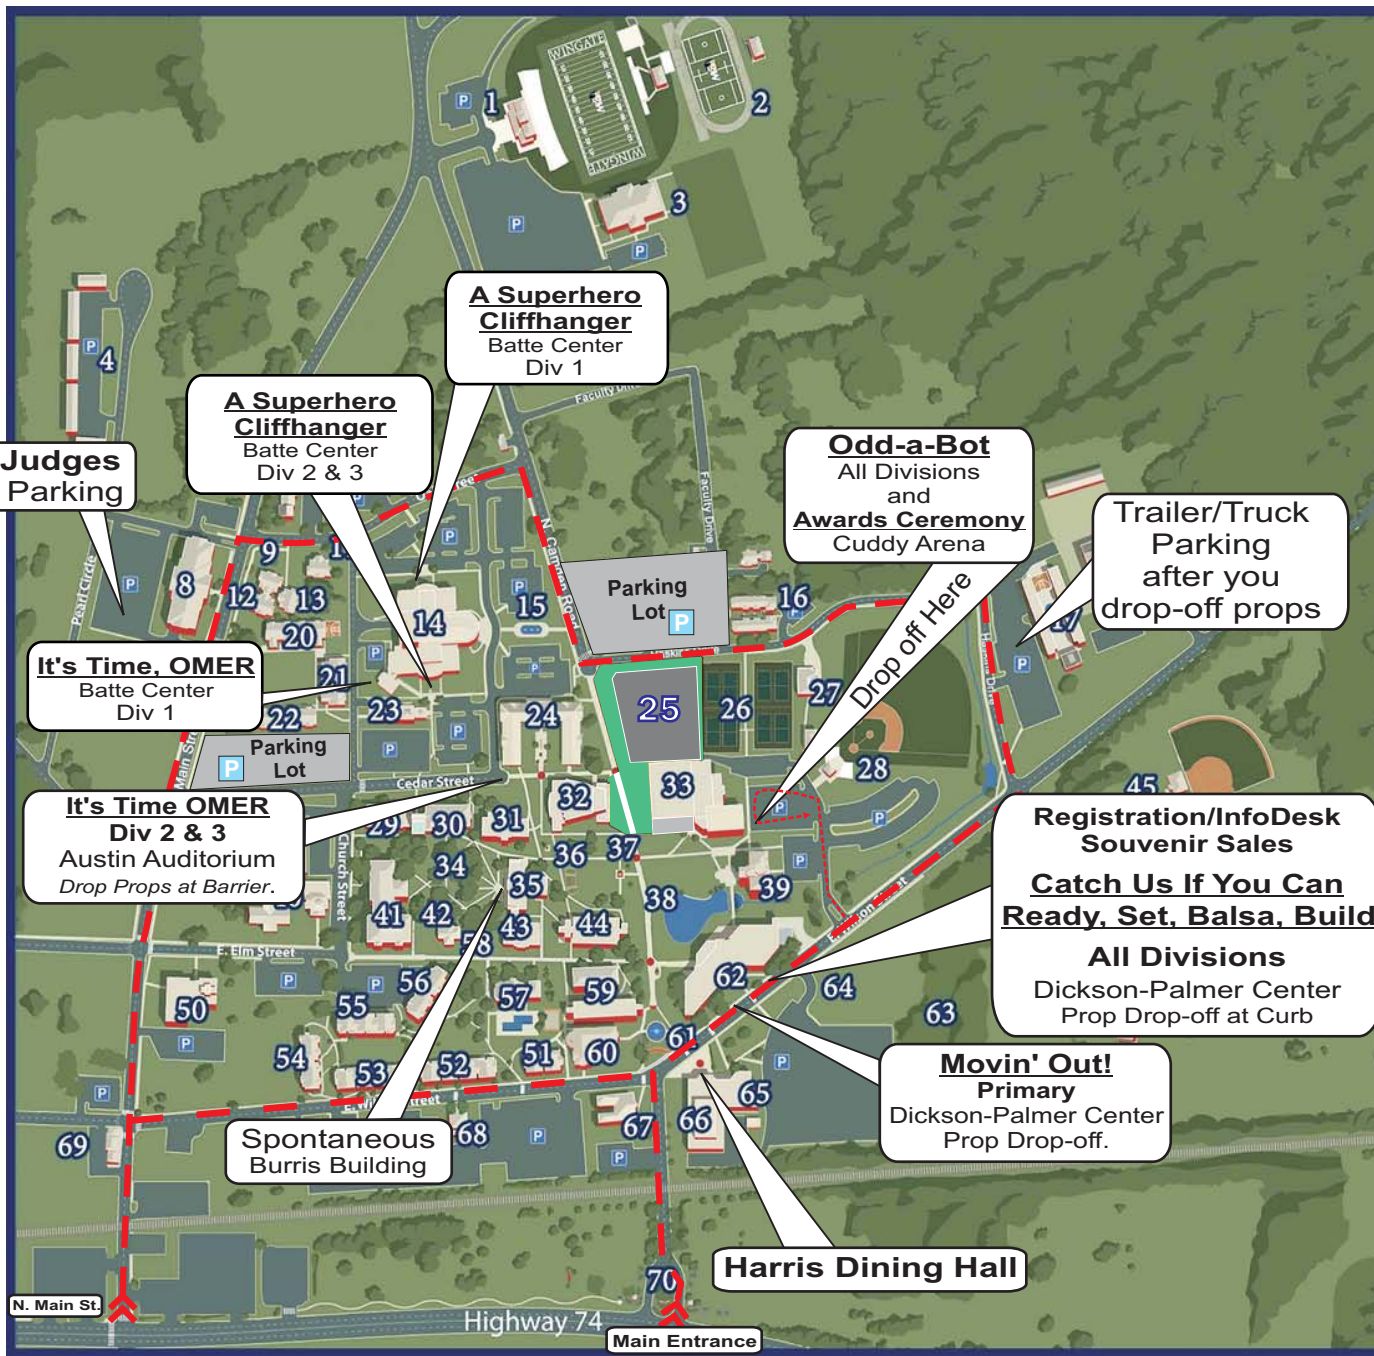 WINGATE
WINGATE
P
1
2
P
3
P
P
4
A Superhero
Cliffhanger
Batte Center
Div 1
Faculty Drive
A Superhero
Cliffhanger
Batte Center
Div 2 & 3
Judges
Parking
Odd-a-Bot
All Divisions
and
Awards Ceremony
Cuddy Arena
Trailer/Truck
Parking
after you
drop-off props
Faculty Drive
N. Camden Road
Pearl Circle
P
8
9
12
13
14
P
P
15
Parking
Lot
P
16
17
P
Drop off Here
20
It's Time, OMER
Batte Center
Div 1
21
P
22
23
P
P
P
24
25
26
27
28
Main Street
Parking
Lot
P
Cedar Street
It's Time OMER
Div 2 & 3
Austin Auditorium
Drop Props at Barrier.
29
30
31
32
33
P
P
45
Registration/InfoDesk
Souvenir Sales
Catch Us If You Can
Ready, Set, Balsa, Build
All Divisions
Dickson-Palmer Center
Prop Drop-off at Curb
Church Street
34
35
36
37
38
39
P
41
42
43
44
58
E. Elm Street
50
P
P
P
55
56
57
59
62
64
63
54
53
52
51
60
61
P
Movin' Out!
Primary
Dickson-Palmer Center
Prop Drop-off.
P
69
Spontaneous
Burris Building
68
P
67
P
66
65
Harris Dining Hall
70
N. Main St.
Highway 74
Main Entrance